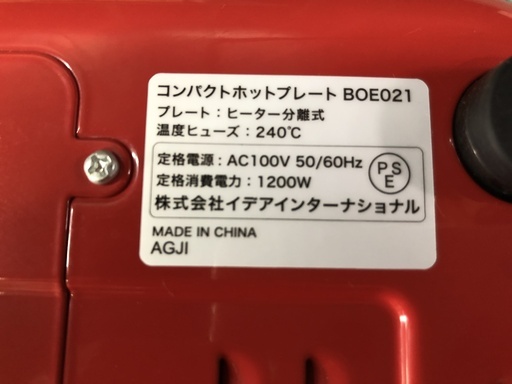 コンパクトホットプレート BOE021
プレート：ヒーター分離式
温度ヒューズ：240℃
定格電源：AC100V 50/60Hz
定格消費電力：1200W
PSE
株式会社イデアインターナショナル
MADE IN CHINA
AGJI